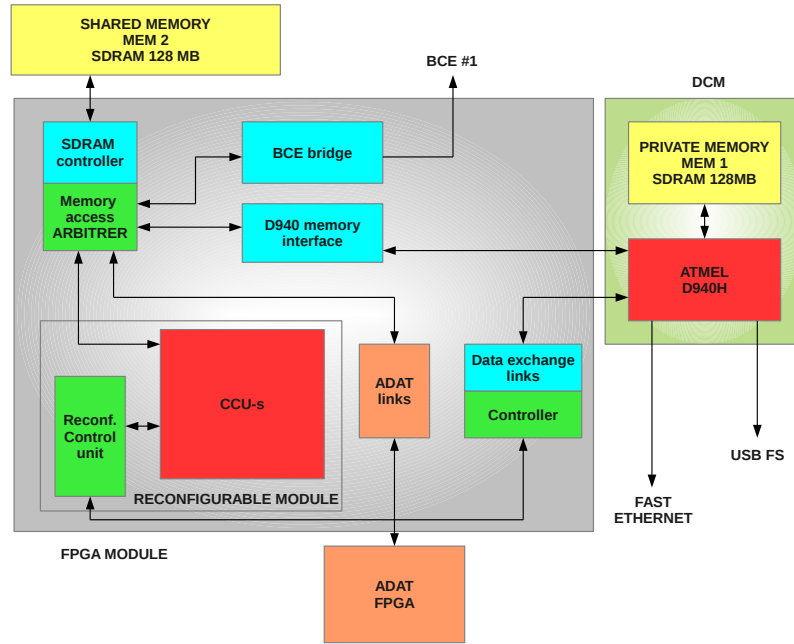 SHARED MEMORY
MEM 2
SDRAM 128 MB
BCE #1
DCM
SDRAM
controller
BCE bridge
PRIVATE MEMORY
MEM 1
SDRAM 128MB
Memory
access
ARBITRER
D940 memory
interface
ATMEL
D940H
CCU-s
ADAT
links
Data exchange
links
Controller
Reconf.
Control
unit
RECONFIGURABLE MODULE
USB FS
FAST
ETHERNET
FPGA MODULE
ADAT
FPGA